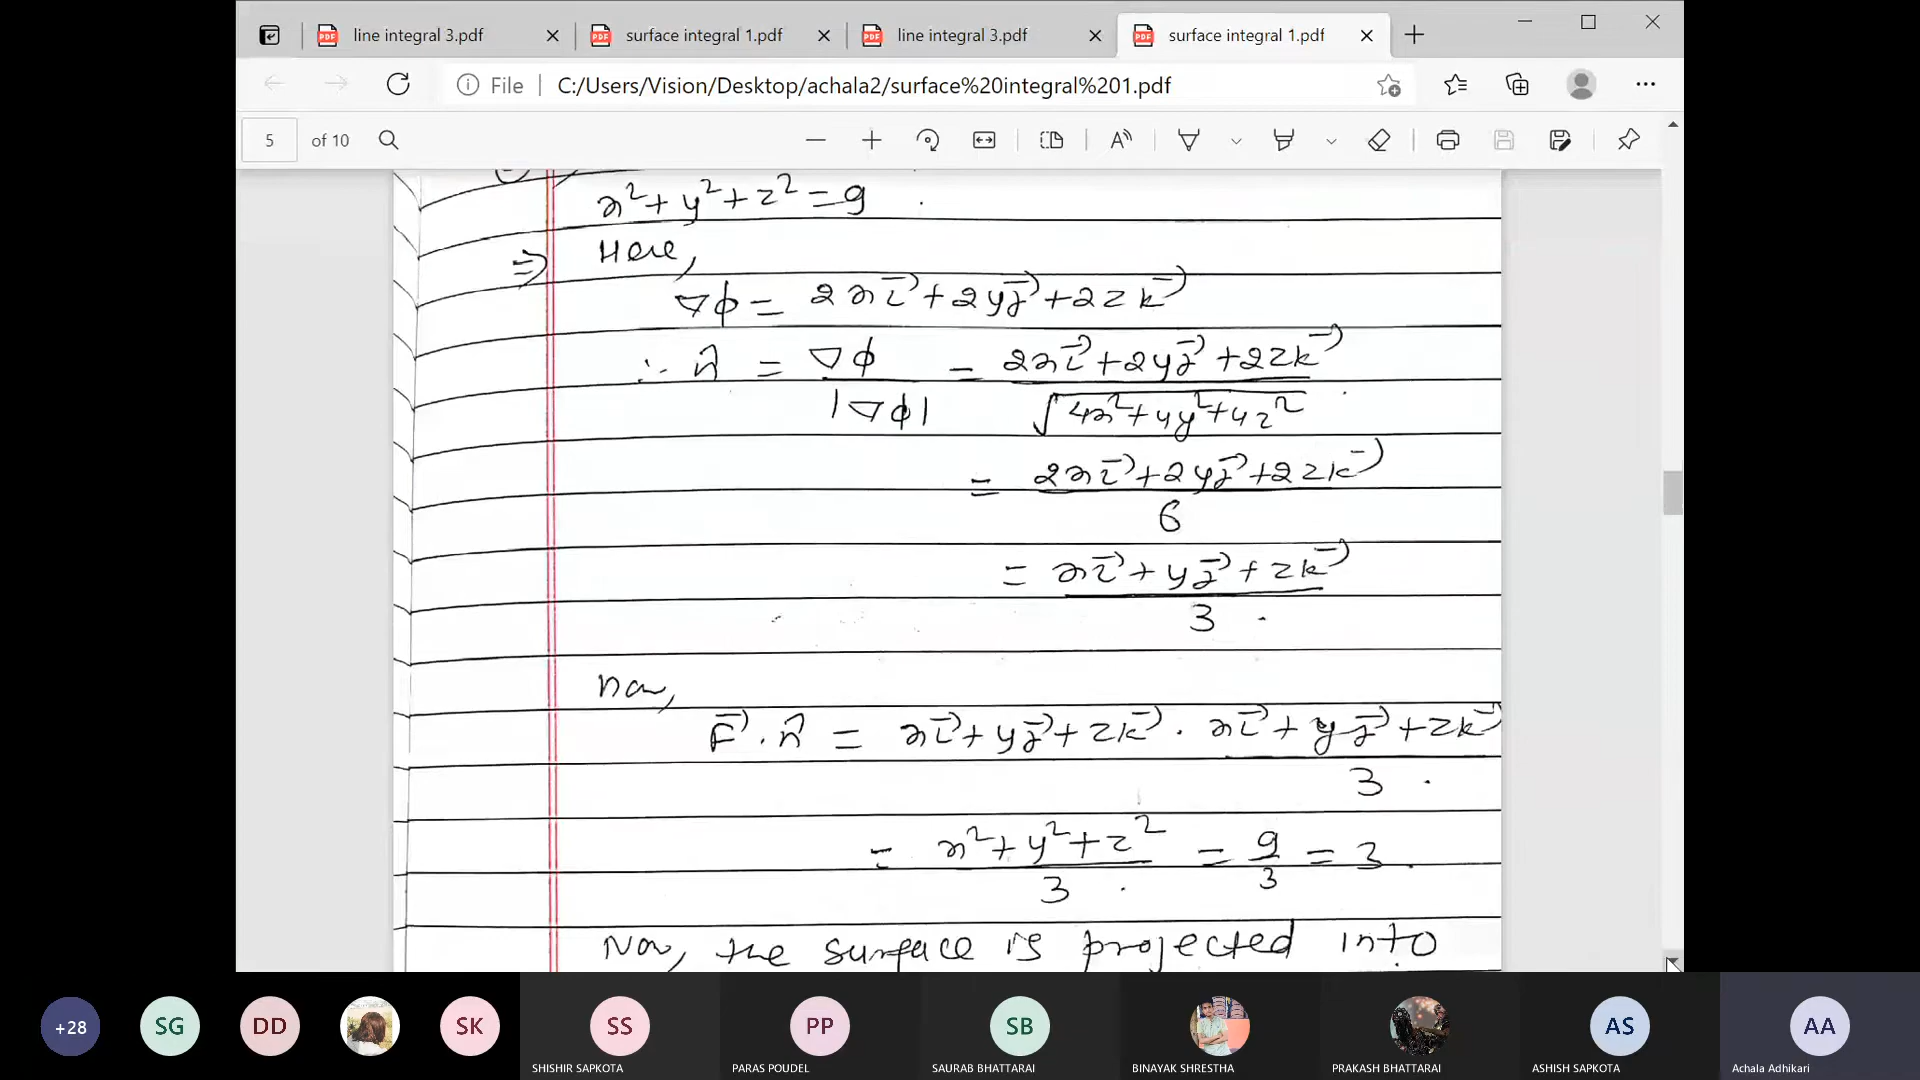 line integral 3.pdf
surface integral 1.pdf
line integral 3.pdf
surface integral 1.pdf
File
C:/Users/Vision/Desktop/achala2/surface%20integral%201.pdf
5 of 10
x²+y²+z²=9
⇒ Here,
∇ϕ = 2xi⃗+2yj⃗+2zk⃗
∴ n̂ = ∇ϕ/|∇ϕ| = (2xi⃗+2yj⃗+2zk⃗)/√(4x²+4y²+4z²)
= (2xi⃗+2yj⃗+2zk⃗)/6
= (xi⃗+yj⃗+zk⃗)/3
Now,
F⃗.n̂ = xi⃗+yj⃗+zk⃗ . (xi⃗+yj⃗+zk⃗)/3
= (x²+y²+z²)/3 = 9/3 = 3.
Now, the surface is projected into
+28
SG
DD
SK
SS
PP
SB
AS
AA
SHISHIR SAPKOTA
PARAS POUDEL
SAURAB BHATTARAI
BINAYAK SHRESTHA
PRAKASH BHATTARAI
ASHISH SAPKOTA
Achala Adhikari